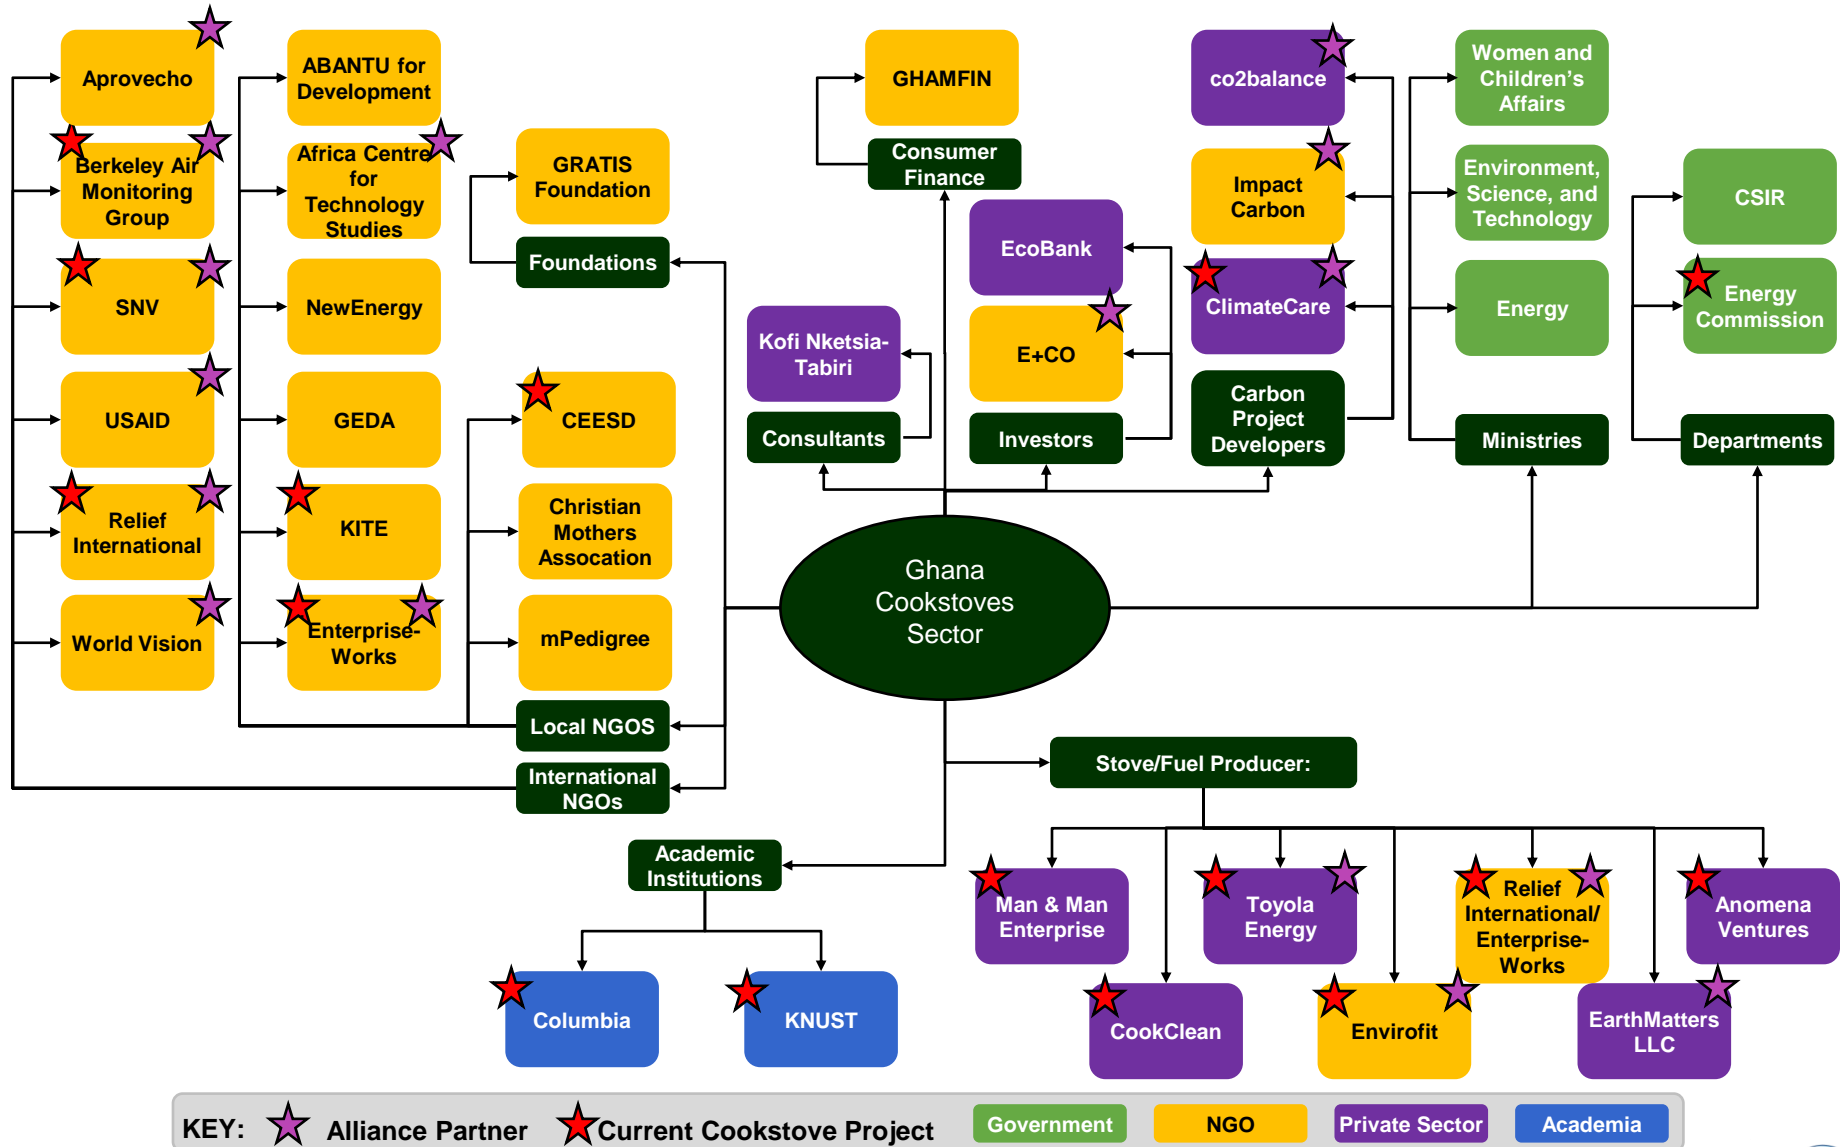 Aprovecho
Berkeley Air
Monitoring
Group
SNV
USAID
Relief
International
World Vision
ABANTU for
Development
Africa Centre
for
Technology
Studies
NewEnergy
GEDA
KITE
Enterprise-
Works
GRATIS
Foundation
Foundations
CEESD
Christian
Mothers
Assocation
mPedigree
Local NGOS
International
NGOs
GHAMFIN
Consumer
Finance
Kofi Nketsia-
Tabiri
Consultants
EcoBank
E+CO
Investors
co2balance
Impact
Carbon
ClimateCare
Carbon
Project
Developers
Women and
Children’s
Affairs
Environment,
Science, and
Technology
Energy
Ministries
CSIR
Energy
Commission
Departments
Ghana
Cookstoves
Sector
Stove/Fuel Producer:
Academic
Institutions
Columbia
KNUST
Man & Man
Enterprise
Toyola
Energy
Relief
International/
Enterprise-
Works
Anomena
Ventures
CookClean
Envirofit
EarthMatters
LLC
KEY:
Alliance Partner
Current Cookstove Project
Government
NGO
Private Sector
Academia